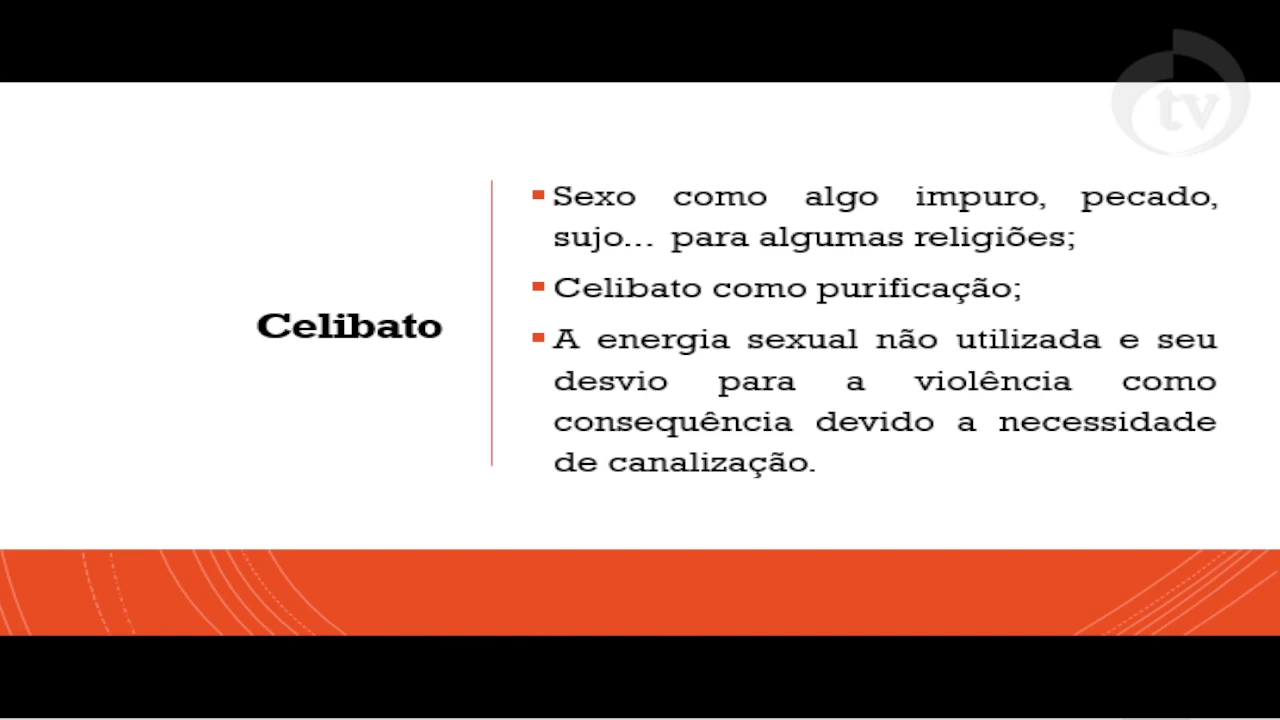 tv
Sexo como algo impuro, pecado,
sujo... para algumas religiões;
Celibato como purificação;
Celibato
A energia sexual não utilizada e seu
desvio para a violência como
consequência devido a necessidade
de canalização.